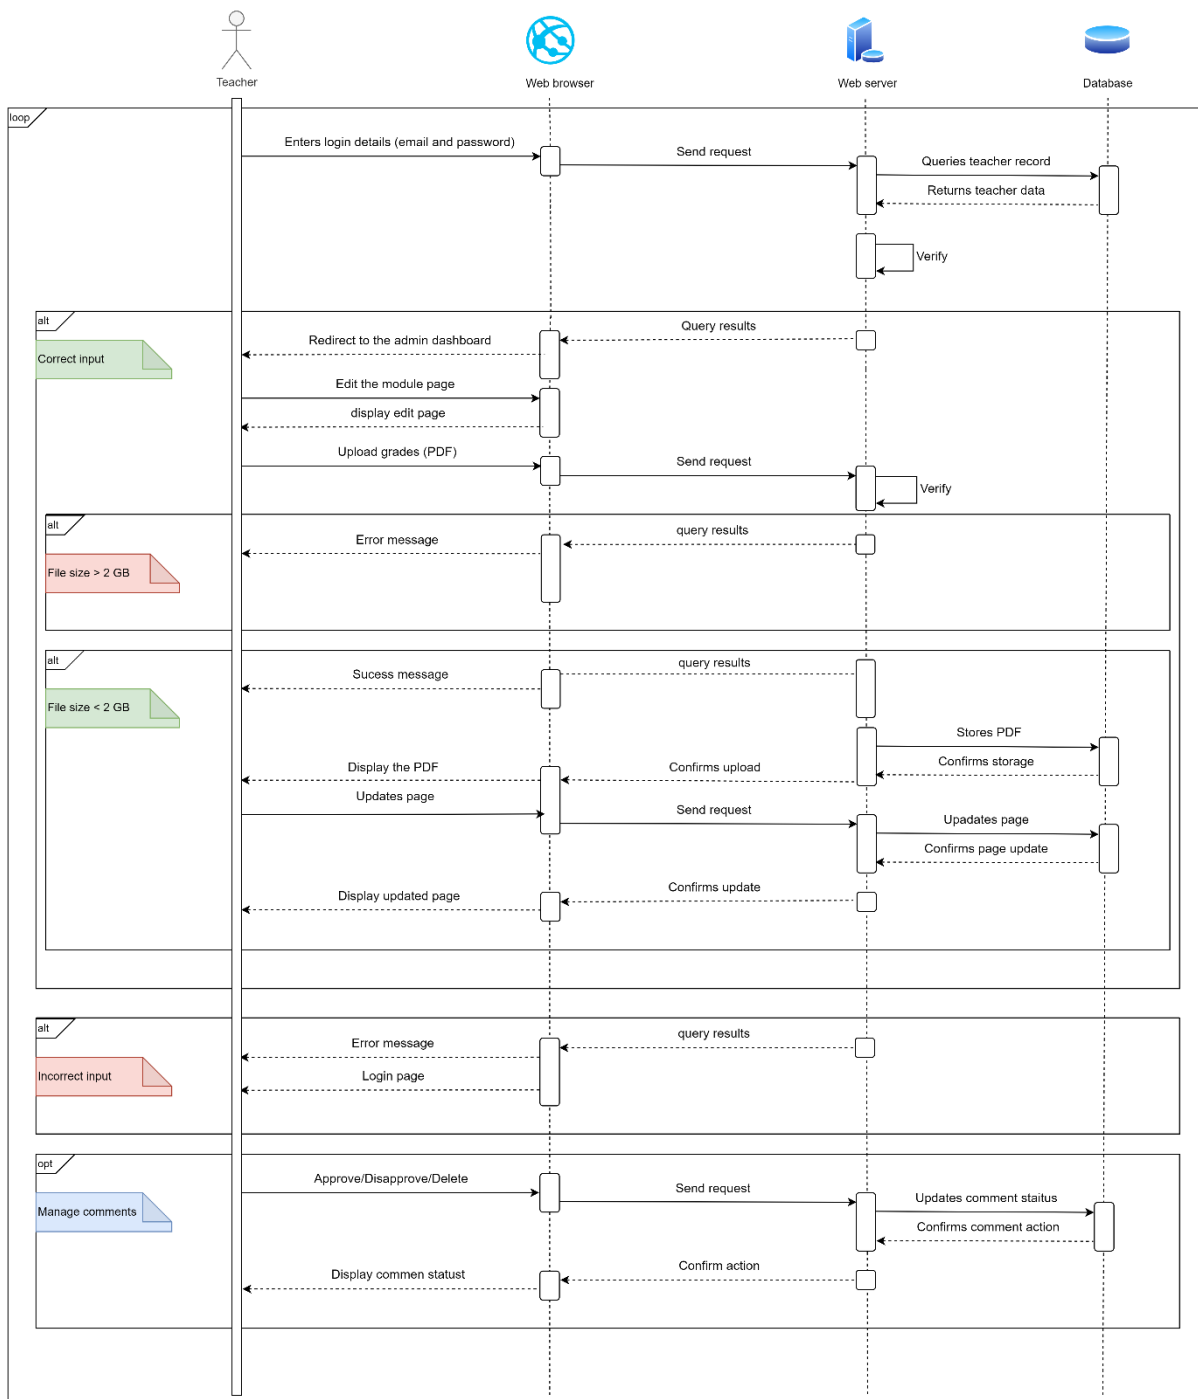 Teacher
Web browser
Web server
Database
loop
Enters login details (email and password)
Send request
Queries teacher record
Returns teacher data
Verify
alt
Correct input
Query results
Redirect to the admin dashboard
Edit the module page
display edit page
Upload grades (PDF)
Send request
Verify
alt
File size > 2 GB
query results
Error message
alt
File size < 2 GB
query results
Sucess message
Stores PDF
Confirms storage
Confirms upload
Display the PDF
Updates page
Send request
Upadates page
Confirms page update
Confirms update
Display updated page
alt
Incorrect input
query results
Error message
Login page
opt
Manage comments
Approve/Disapprove/Delete
Send request
Updates comment staitus
Confirms comment action
Confirm action
Display commen statust